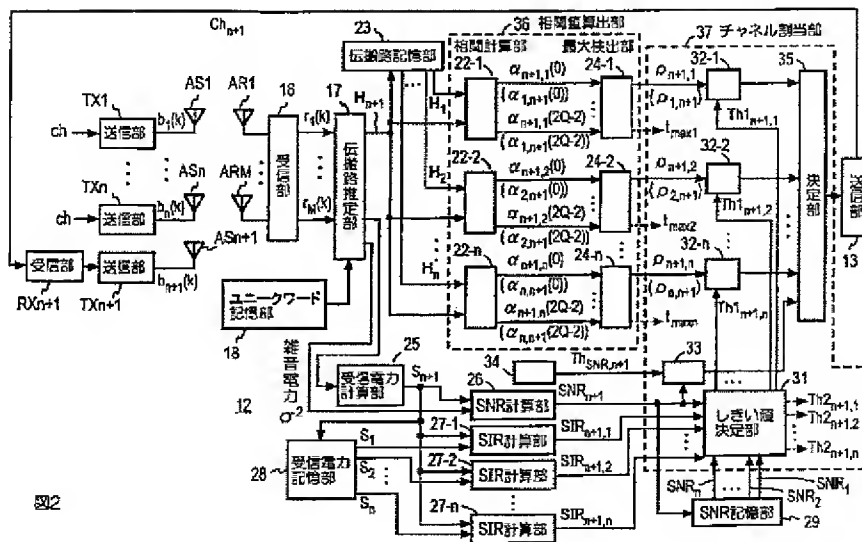 Ch n+1
23
36 相関値算出部
37 チャネル割当部
伝搬路記憶部
相関計算部
最大検出部
AS1
AR1
16
17
H n+1
H1
22-1
α n+1,1 (0)
{α 1,n+1 (0)}
α n+1,1 (2Q-2)
{α 1,n+1 (2Q-2)}
24-1
ρ n+1,1
{ρ 1,n+1}
t max1
32-1
Th1 n+1,1
35
TX1
ch
送信部
b1(k)
r1(k)
受信部
伝搬路推定部
H2
22-2
α n+1,2 (0)
{α 2,n+1 (0)}
α n+1,2 (2Q-2)
{α 2,n+1 (2Q-2)}
24-2
ρ n+1,2
{ρ 2,n+1}
t max2
32-2
Th1 n+1,2
決定部
13
TXn
ch
送信部
bn(k)
ASn
ARM
rM(k)
Hn
22-n
α n+1,n (0)
{α n,n+1 (0)}
α n+1,n (2Q-2)
{α n,n+1 (2Q-2)}
24-n
ρ n+1,n
{ρ n,n+1}
32-n
Th1 n+1,n
受信部
送信部
RXn+1
TXn+1
ASn+1
b n+1 (k)
ユニークワード
記憶部
18
雑音電力
σ²
12
25
受信電力
計算部
S n+1
34
Th SNR,n+1
33
26
SNR計算部
SNR n+1
31
しきい値
決定部
Th2 n+1,1
Th2 n+1,2
Th2 n+1,n
27-1
SIR計算部
SIR n+1,1
28
受信電力
記憶部
S1
S2
Sn
27-2
SIR計算部
SIR n+1,2
27-n
SIR計算部
SIR n+1,n
SNRn
SNR2
SNR1
SNR記憶部
29
図2